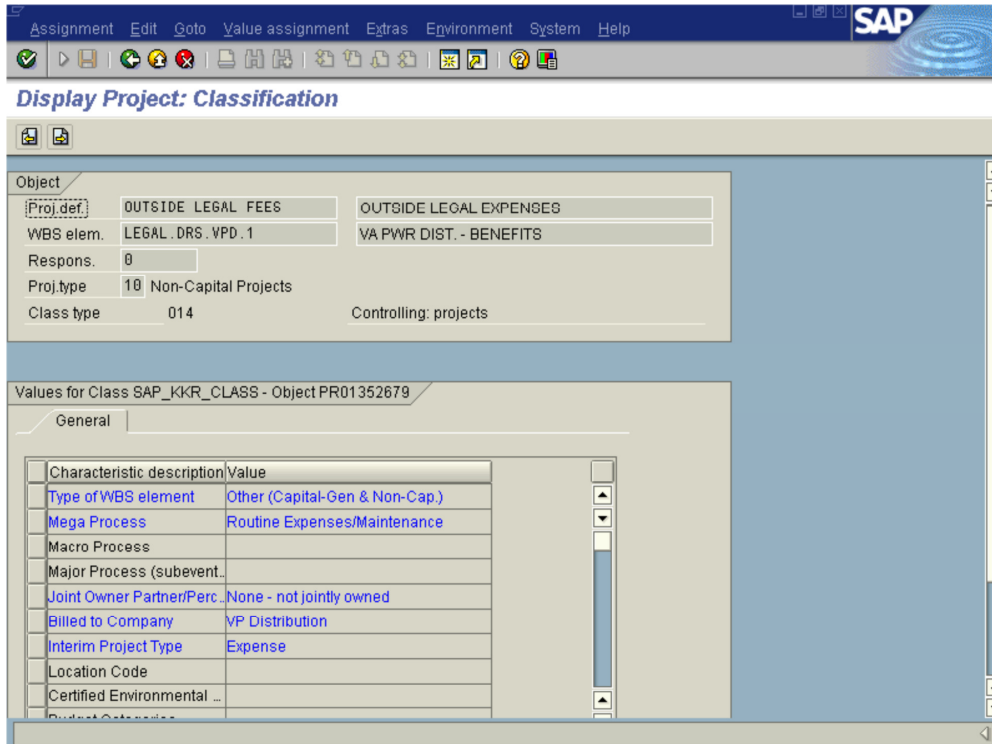 Assignment Edit Goto Value assignment Extras Environment System Help
SAP
Display Project: Classification
Object
Proj.def. OUTSIDE LEGAL FEES OUTSIDE LEGAL EXPENSES
WBS elem. LEGAL.DRS.VPD.1 VA PWR DIST. - BENEFITS
Respons. 0
Proj.type 10 Non-Capital Projects
Class type 014 Controlling: projects
Values for Class SAP_KKR_CLASS - Object PR01352679
General
Characteristic description Value
Type of WBS element Other (Capital-Gen & Non-Cap.)
Mega Process Routine Expenses/Maintenance
Macro Process
Major Process (subevent..
Joint Owner Partner/Perc.. None - not jointly owned
Billed to Company VP Distribution
Interim Project Type Expense
Location Code
Certified Environmental ...